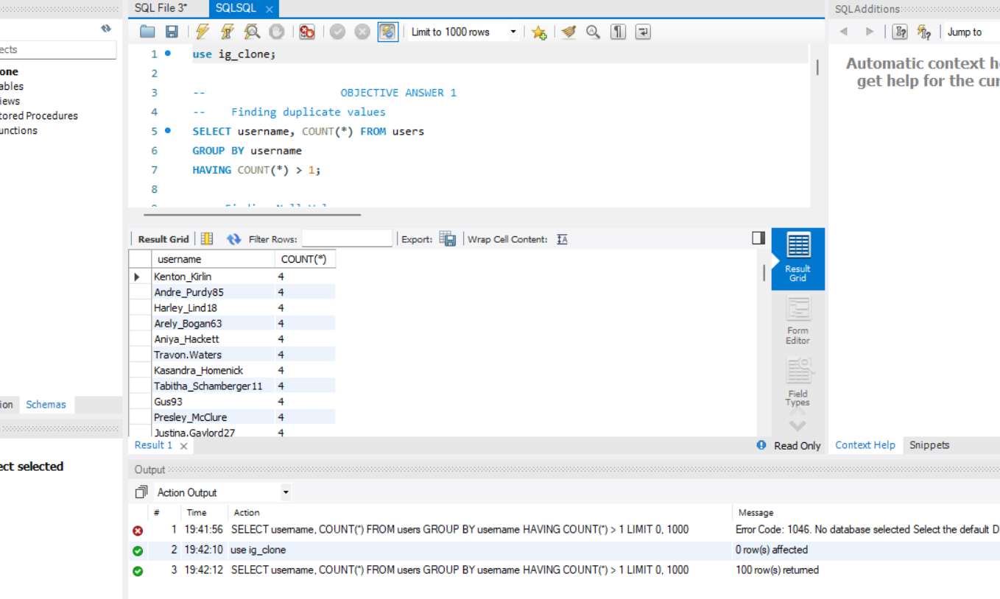 SQL File 3* SQLSQL ×
SQLAdditions
Limit to 1000 rows
Jump to
ects
one
ables
iews
tored Procedures
unctions
1 use ig_clone;
2
3 -- OBJECTIVE ANSWER 1
4 -- Finding duplicate values
5 SELECT username, COUNT(*) FROM users
6 GROUP BY username
7 HAVING COUNT(*) > 1;
8
Automatic context h
get help for the cur
Result Grid Filter Rows: Export: Wrap Cell Content:
username COUNT(*)
Kenton_Kirlin 4
Andre_Purdy85 4
Harley_Lind18 4
Arely_Bogan63 4
Aniya_Hackett 4
Travon.Waters 4
Kasandra_Homenick 4
Tabitha_Schamberger11 4
Gus93 4
Presley_McClure 4
Justina.Gaylord27 4
Result
Grid
Form
Editor
Field
Types
ion Schemas
Result 1 ×
Read Only
Context Help Snippets
ect selected
Output
Action Output
# Time Action Message
1 19:41:56 SELECT username, COUNT(*) FROM users GROUP BY username HAVING COUNT(*) > 1 LIMIT 0, 1000 Error Code: 1046. No database selected Select the default D
2 19:42:10 use ig_clone 0 row(s) affected
3 19:42:12 SELECT username, COUNT(*) FROM users GROUP BY username HAVING COUNT(*) > 1 LIMIT 0, 1000 100 row(s) returned